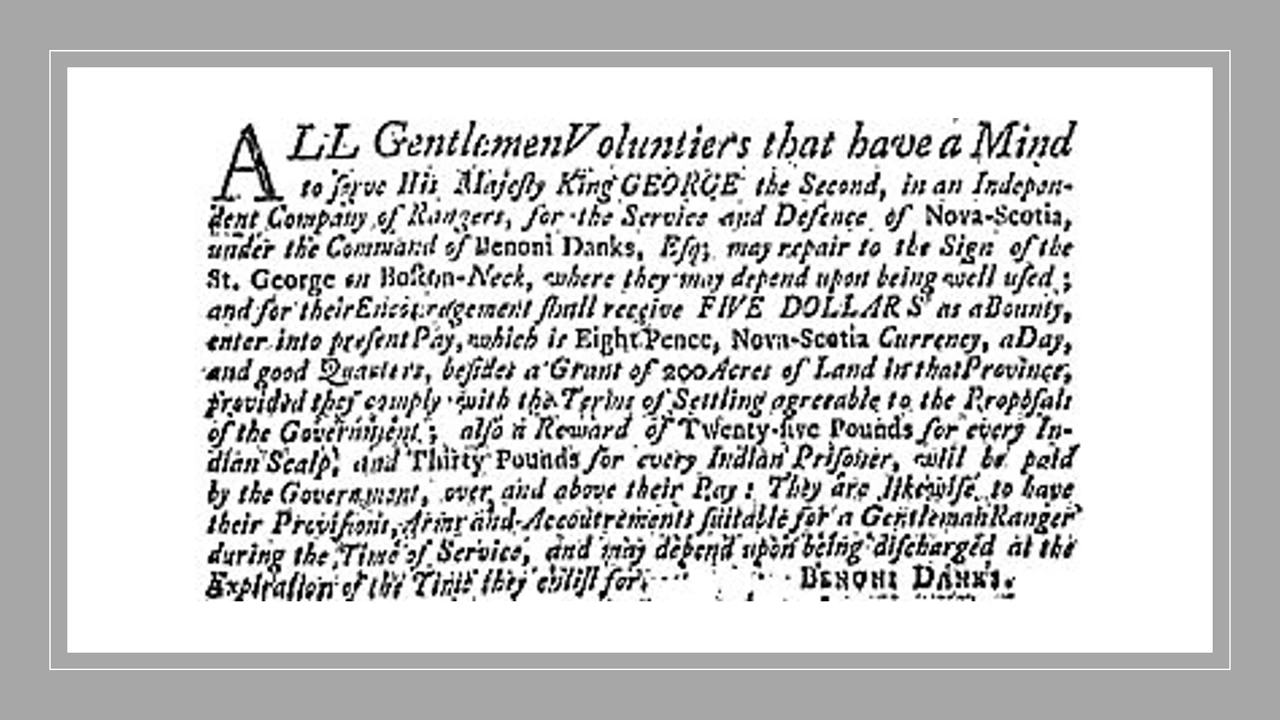 ALL Gentlemen Voluntiers that have a Mind
to ſerve His Majeſty King GEORGE the Second, in an Indepen-
dent Company of Rangers, for the Service and Defence of Nova-Scotia,
under the Command of Benoni Danks, Eſq; may repair to the Sign of the
St. George on Boſton-Neck, where they may depend upon being well uſed;
and for their Encouragement ſhall receive FIVE DOLLARS as a Bounty,
enter into preſent Pay, which is Eight Pence, Nova-Scotia Currency, a Day,
and good Quarters, beſides a Grant of 200 Acres of Land in that Province,
provided they comply with the Terms of Settling agreeable to the Propoſals
of the Government; alſo a Reward of Twenty-five Pounds for every In-
dian Scalp, and Thirty Pounds for every Indian Priſoner, will be paid
by the Government, over and above their Pay: They are likewiſe to have
their Proviſions, Arms and Accoutrements ſuitable for a Gentleman Ranger
during the Time of Service, and may depend upon being diſcharged at the
Expiration of the Time they enliſt for. BENONI DANKS.